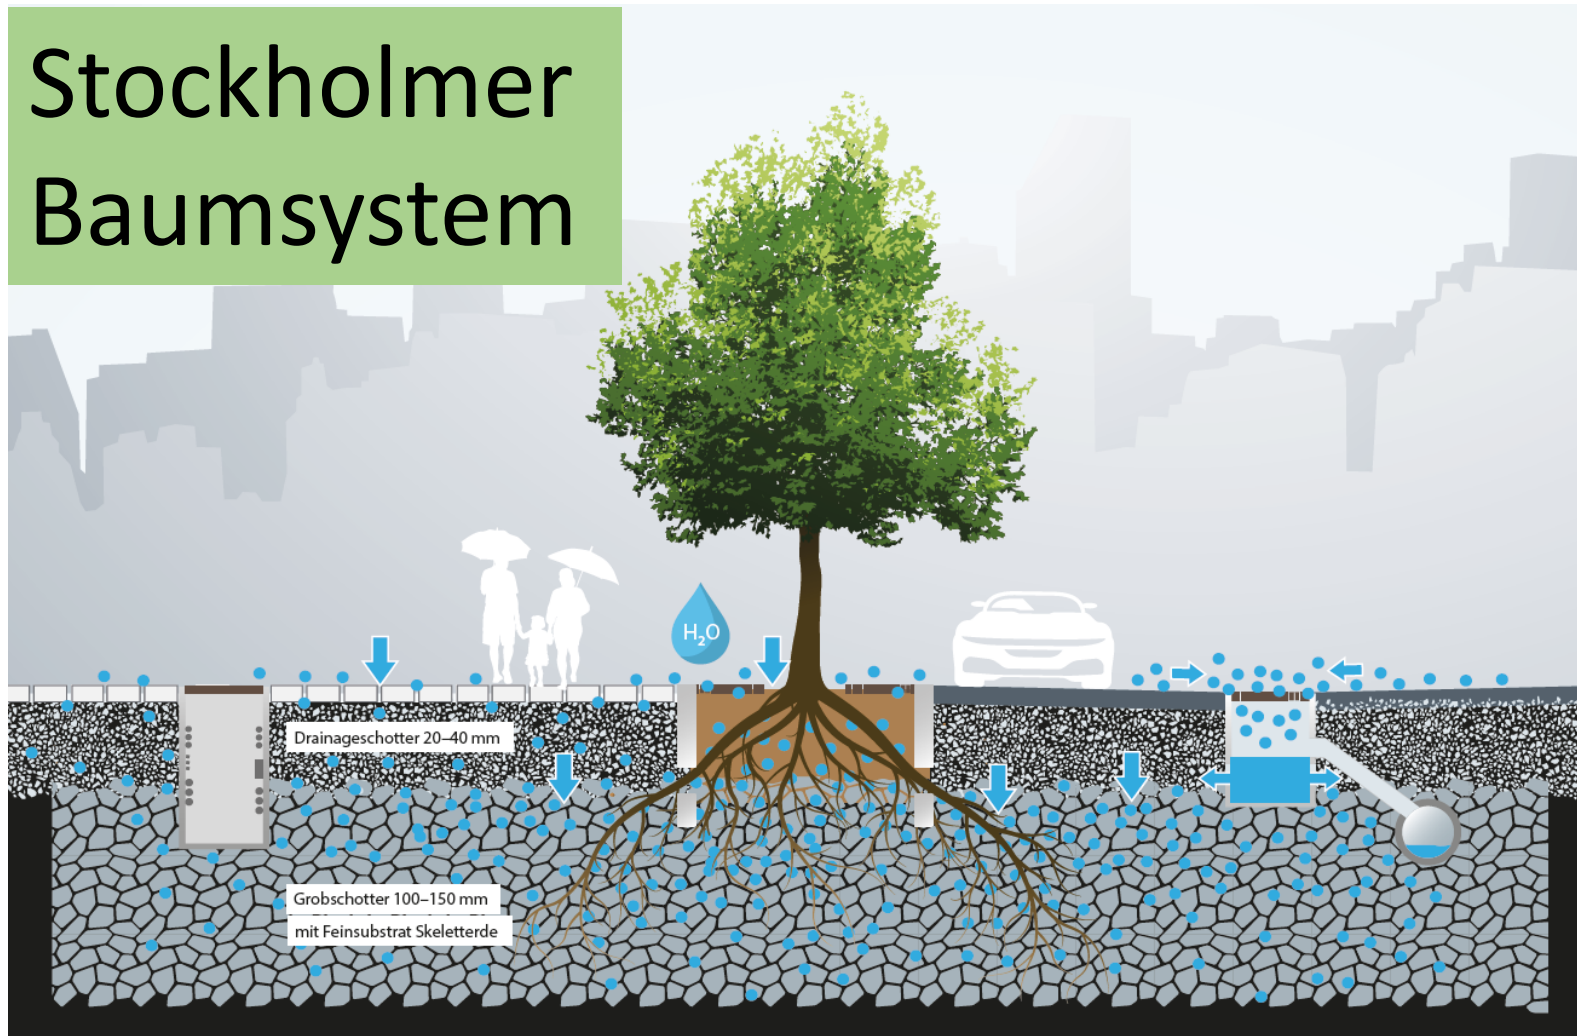 Stockholmer
Baumsystem
H₂O
Drainageschotter 20–40 mm
Grobschotter 100–150 mm
mit Feinsubstrat Skeletterde